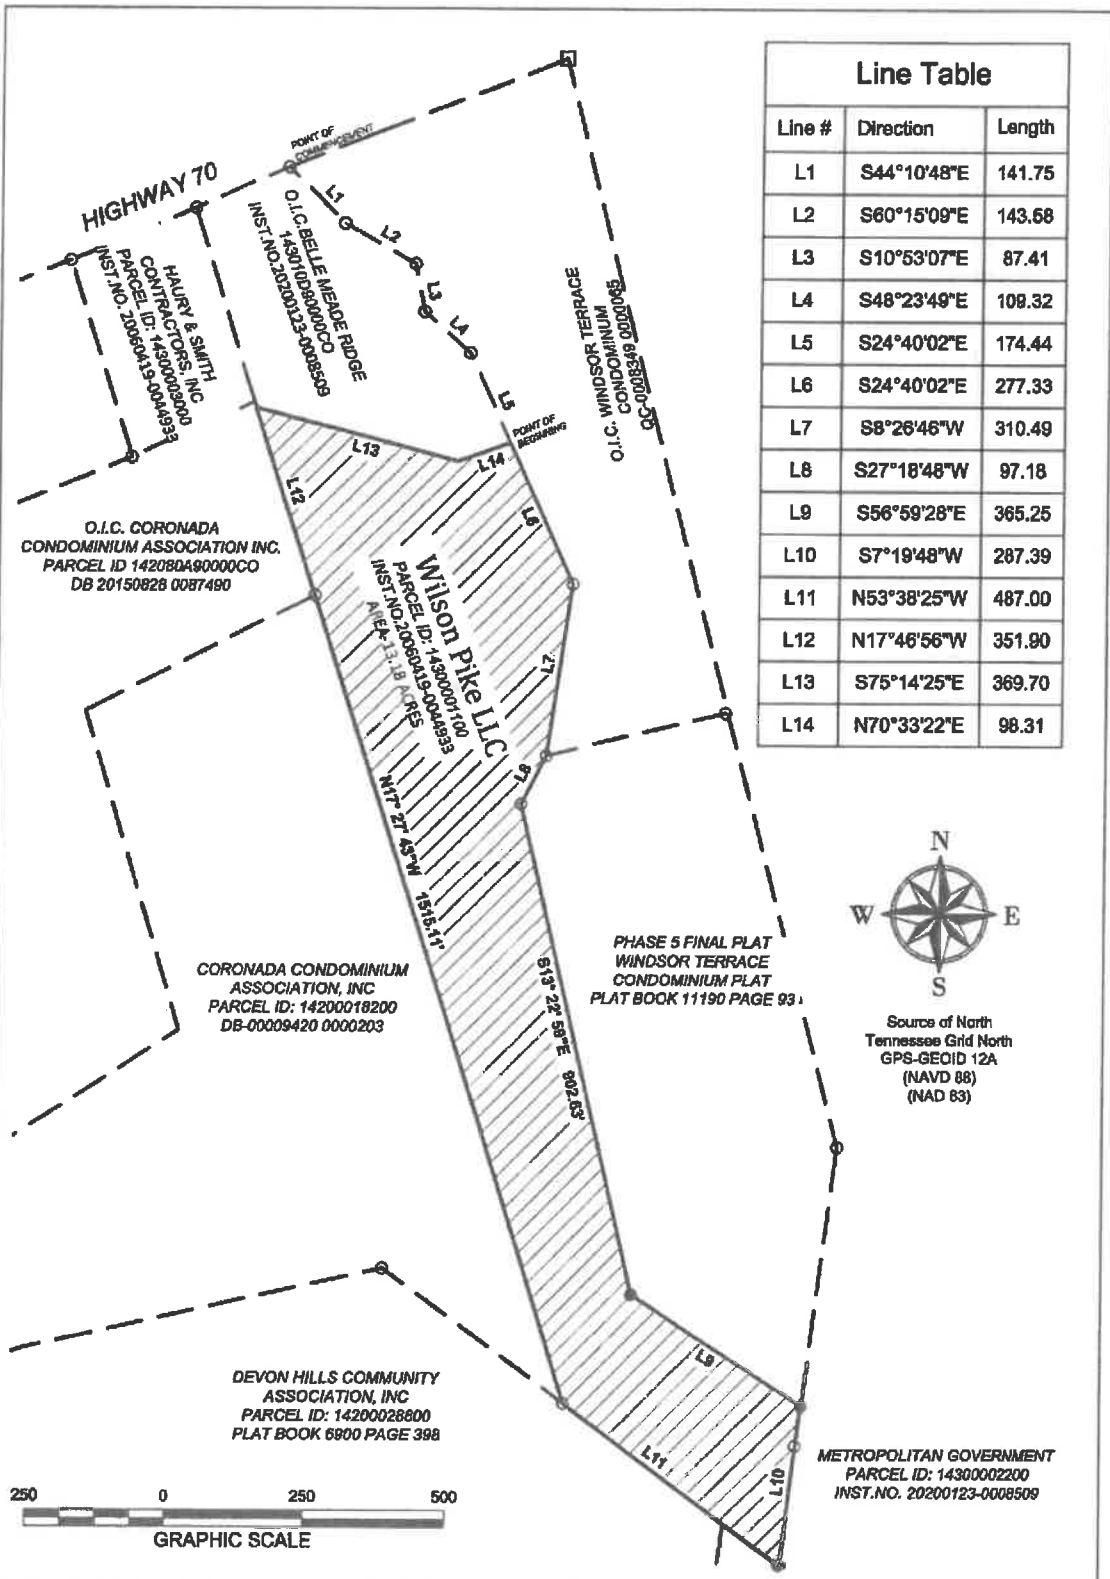 Line Table
Line # Direction Length
L1 S44°10'48"E 141.75
L2 S60°15'09"E 143.58
L3 S10°53'07"E 87.41
L4 S48°23'49"E 109.32
L5 S24°40'02"E 174.44
L6 S24°40'02"E 277.33
L7 S8°26'46"W 310.49
L8 S27°18'48"W 97.18
L9 S56°59'28"E 365.25
L10 S7°19'48"W 287.39
L11 N53°38'25"W 487.00
L12 N17°46'56"W 351.90
L13 S75°14'25"E 369.70
L14 N70°33'22"E 98.31
HIGHWAY 70
POINT OF
COMMENCEMENT
L1
L2
L3
L4
L5
O.I.C.BELLE MEADE RIDGE
143010D90000CO
INST.NO.20200123-0008509
HAURY & SMITH
CONTRACTORS, INC
PARCEL ID: 14300003000
INST.NO. 20060419-0044933
O.I.C. WINDSOR TERRACE
CONDOMINUM
QC-0008349 0000095
POINT OF
BEGINNING
L13
L14
L12
L6
O.I.C. CORONADA
CONDOMINIUM ASSOCIATION INC.
PARCEL ID 142080A90000CO
DB 20150828 0087490
Wilson Pike LLC
PARCEL ID: 14300001100
INST.NO.20060419-0044933
AREA-13.18 ACRES
L7
L8
N17° 27' 43"W 1515.11'
S13° 22' 58"E 902.63'
CORONADA CONDOMINIUM
ASSOCIATION, INC
PARCEL ID: 14200018200
DB-00009420 0000203
PHASE 5 FINAL PLAT
WINDSOR TERRACE
CONDOMINIUM PLAT
PLAT BOOK 11190 PAGE 93
N
W E
S
Source of North
Tennessee Grid North
GPS-GEOID 12A
(NAVD 88)
(NAD 83)
L9
L10
L11
DEVON HILLS COMMUNITY
ASSOCIATION, INC
PARCEL ID: 14200028800
PLAT BOOK 6900 PAGE 398
METROPOLITAN GOVERNMENT
PARCEL ID: 14300002200
INST.NO. 20200123-0008509
250 0 250 500
GRAPHIC SCALE